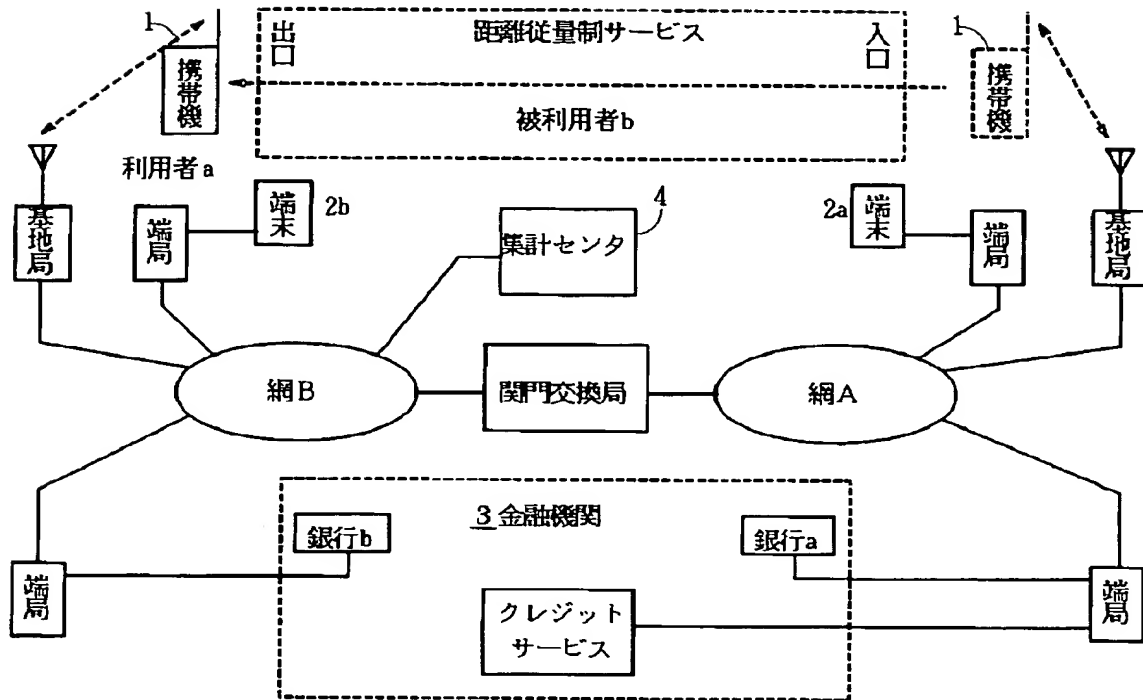 1
出口
距離従量制サービス
入口
1
携帯機
携帯機
被利用者b
利用者a
基地局
端局
端末
2b
集計センタ
4
2a
端末
端局
基地局
網B
関門交換局
網A
3 金融機関
銀行b
銀行a
端局
クレジット
サービス
端局